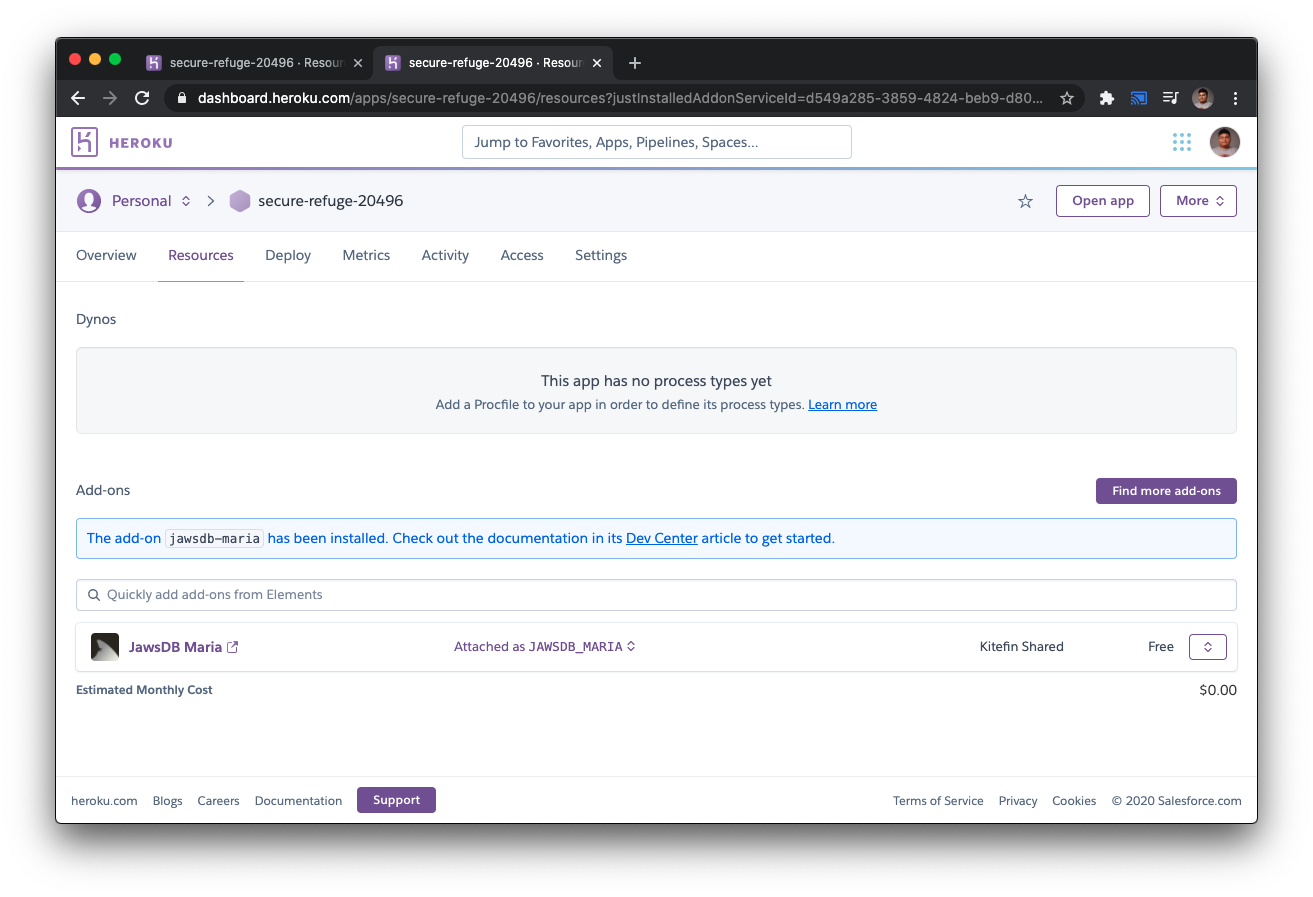 secure-refuge-20496 · Resour
secure-refuge-20496 · Resour
dashboard.heroku.com/apps/secure-refuge-20496/resources?justInstalledAddonServiceId=d549a285-3859-4824-beb9-d80...
HEROKU
Jump to Favorites, Apps, Pipelines, Spaces...
Personal
secure-refuge-20496
Open app
More
Overview
Resources
Deploy
Metrics
Activity
Access
Settings
Dynos
This app has no process types yet
Add a Procfile to your app in order to define its process types. Learn more
Add-ons
Find more add-ons
The add-on jawsdb-maria has been installed. Check out the documentation in its Dev Center article to get started.
Quickly add add-ons from Elements
JawsDB Maria
Attached as JAWSDB_MARIA
Kitefin Shared
Free
Estimated Monthly Cost
$0.00
heroku.com
Blogs
Careers
Documentation
Support
Terms of Service
Privacy
Cookies
© 2020 Salesforce.com